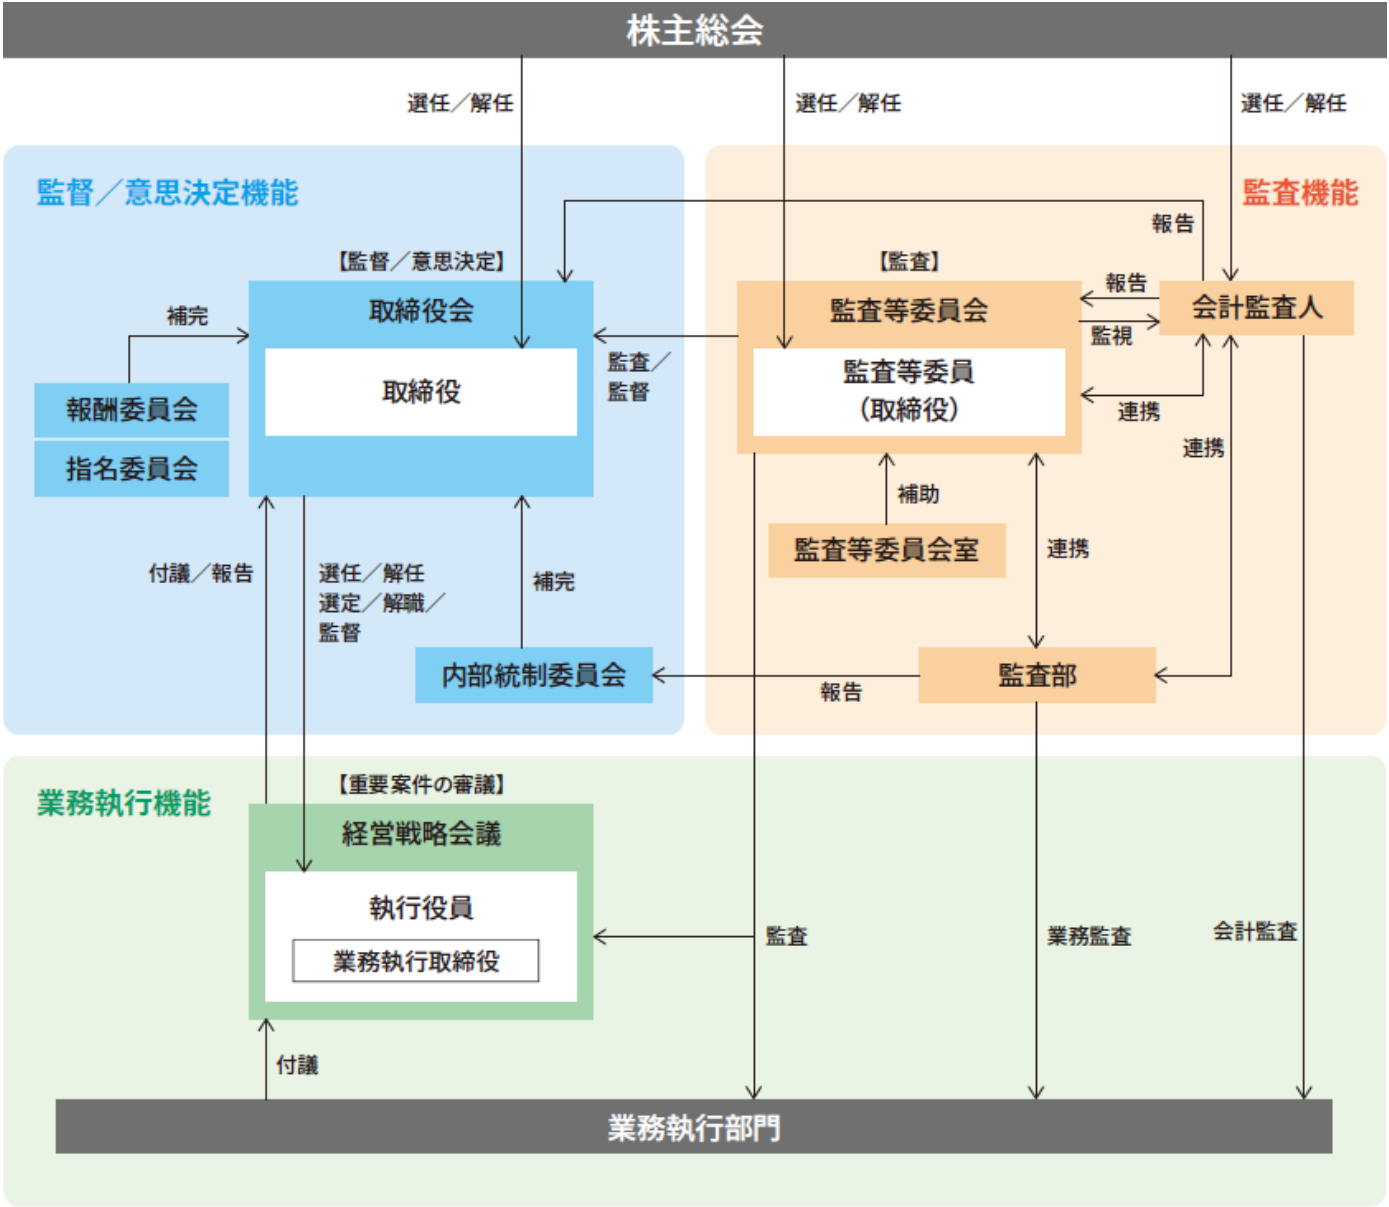 株主総会
選任／解任
選任／解任
選任／解任
監督／意思決定機能
監査機能
報告
【監督／意思決定】
【監査】
取締役会
取締役
補完
報酬委員会
指名委員会
監査／
監督
監査等委員会
監査等委員
（取締役）
報告
監視
会計監査人
連携
連携
補助
監査等委員会室
連携
付議／報告
選任／解任
選定／解職／
監督
補完
内部統制委員会
報告
監査部
業務執行機能
【重要案件の審議】
経営戦略会議
執行役員
業務執行取締役
監査
業務監査
会計監査
付議
業務執行部門